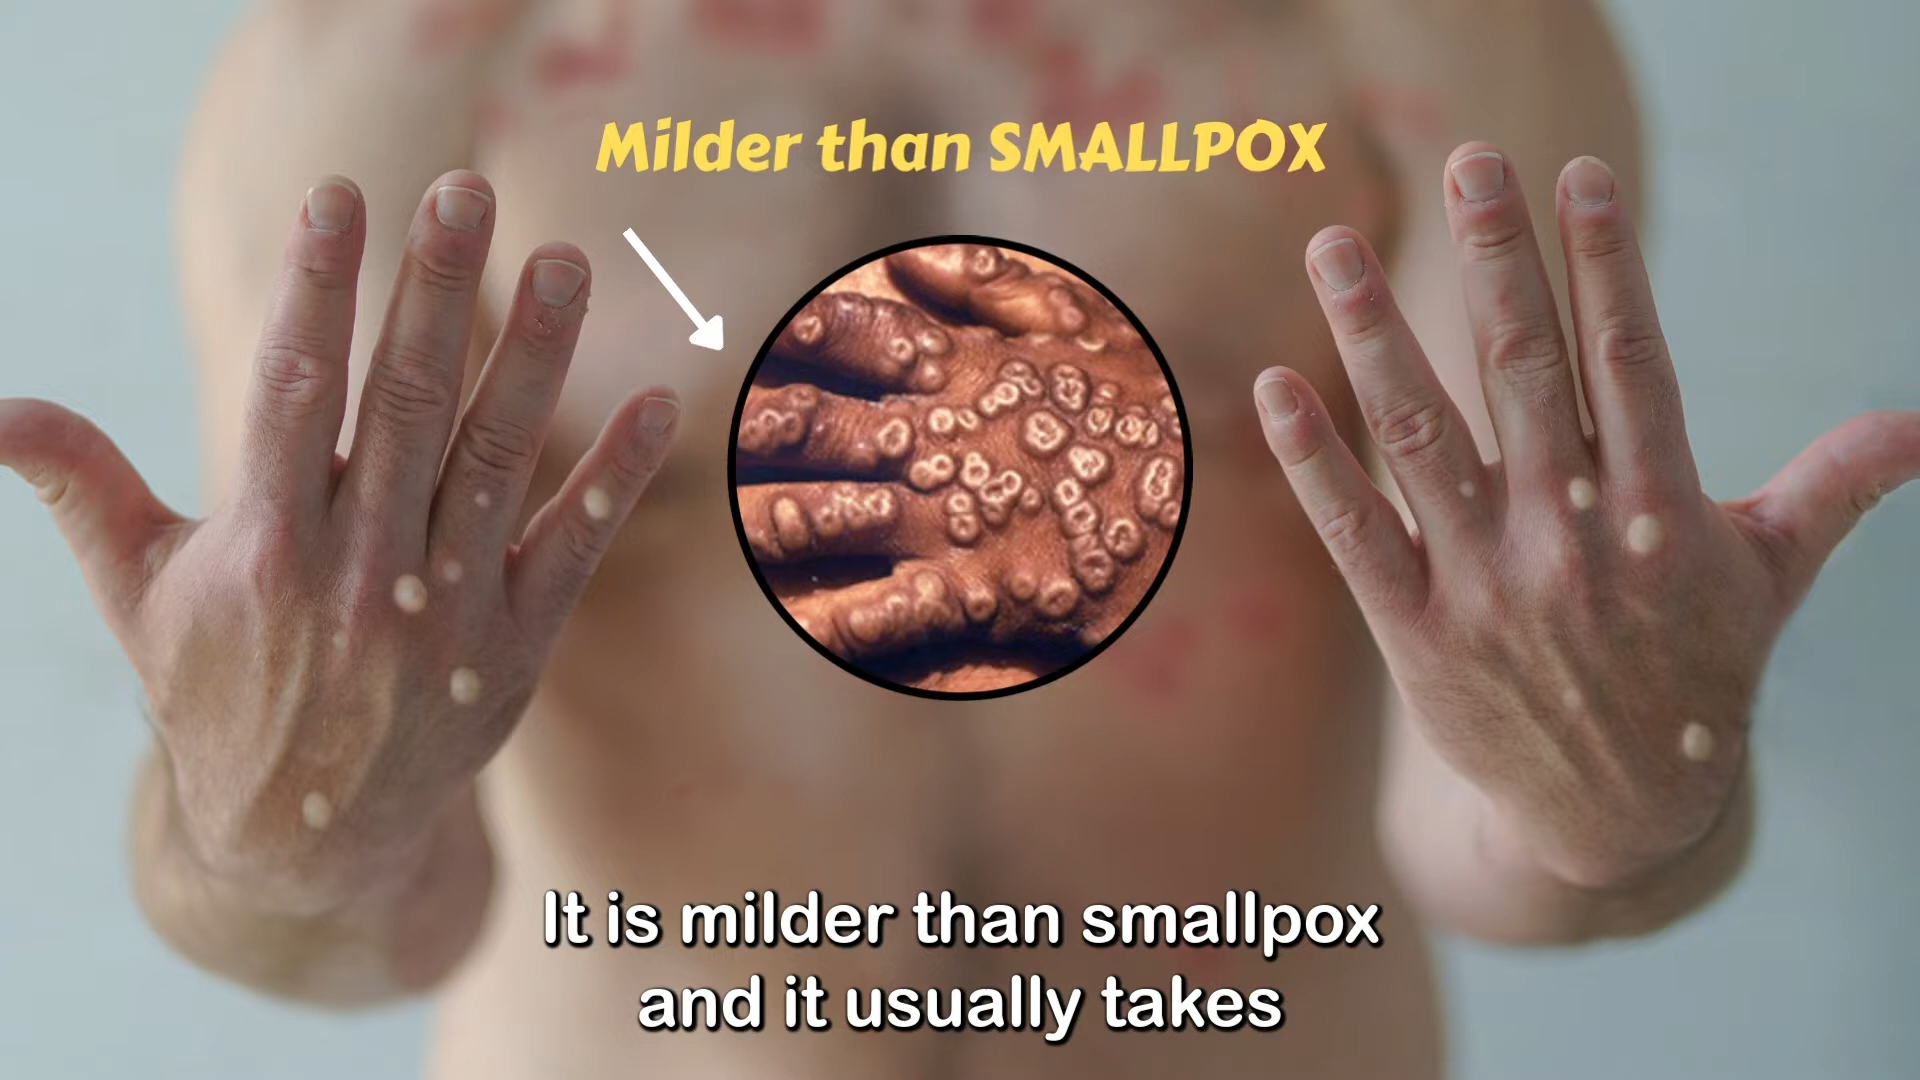 Milder than SMALLPOX
It is milder than smallpox
and it usually takes